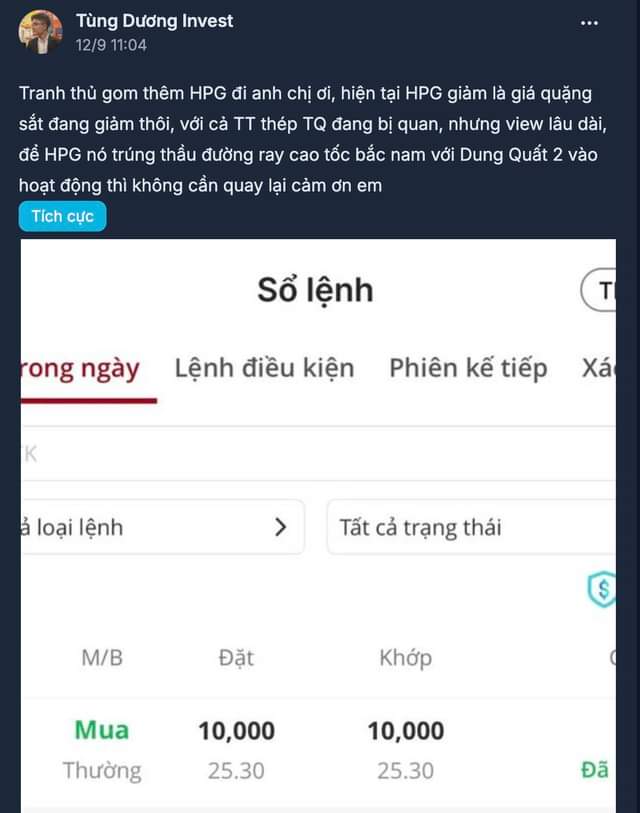 Tùng Dương Invest
12/9 11:04
Tranh thủ gom thêm HPG đi anh chị ơi, hiện tại HPG giảm là giá quặng
sắt đang giảm thôi, với cả TT thép TQ đang bị quan, nhưng view lâu dài,
để HPG nó trúng thầu đường ray cao tốc bắc nam với Dung Quất 2 vào
hoạt động thì không cần quay lại cảm ơn em
Tích cực
Sổ lệnh
rong ngày Lệnh điều kiện Phiên kế tiếp Xá
K
ả loại lệnh Tất cả trạng thái
M/B Đặt Khớp
Mua 10,000 10,000
Thường 25.30 25.30 Đã